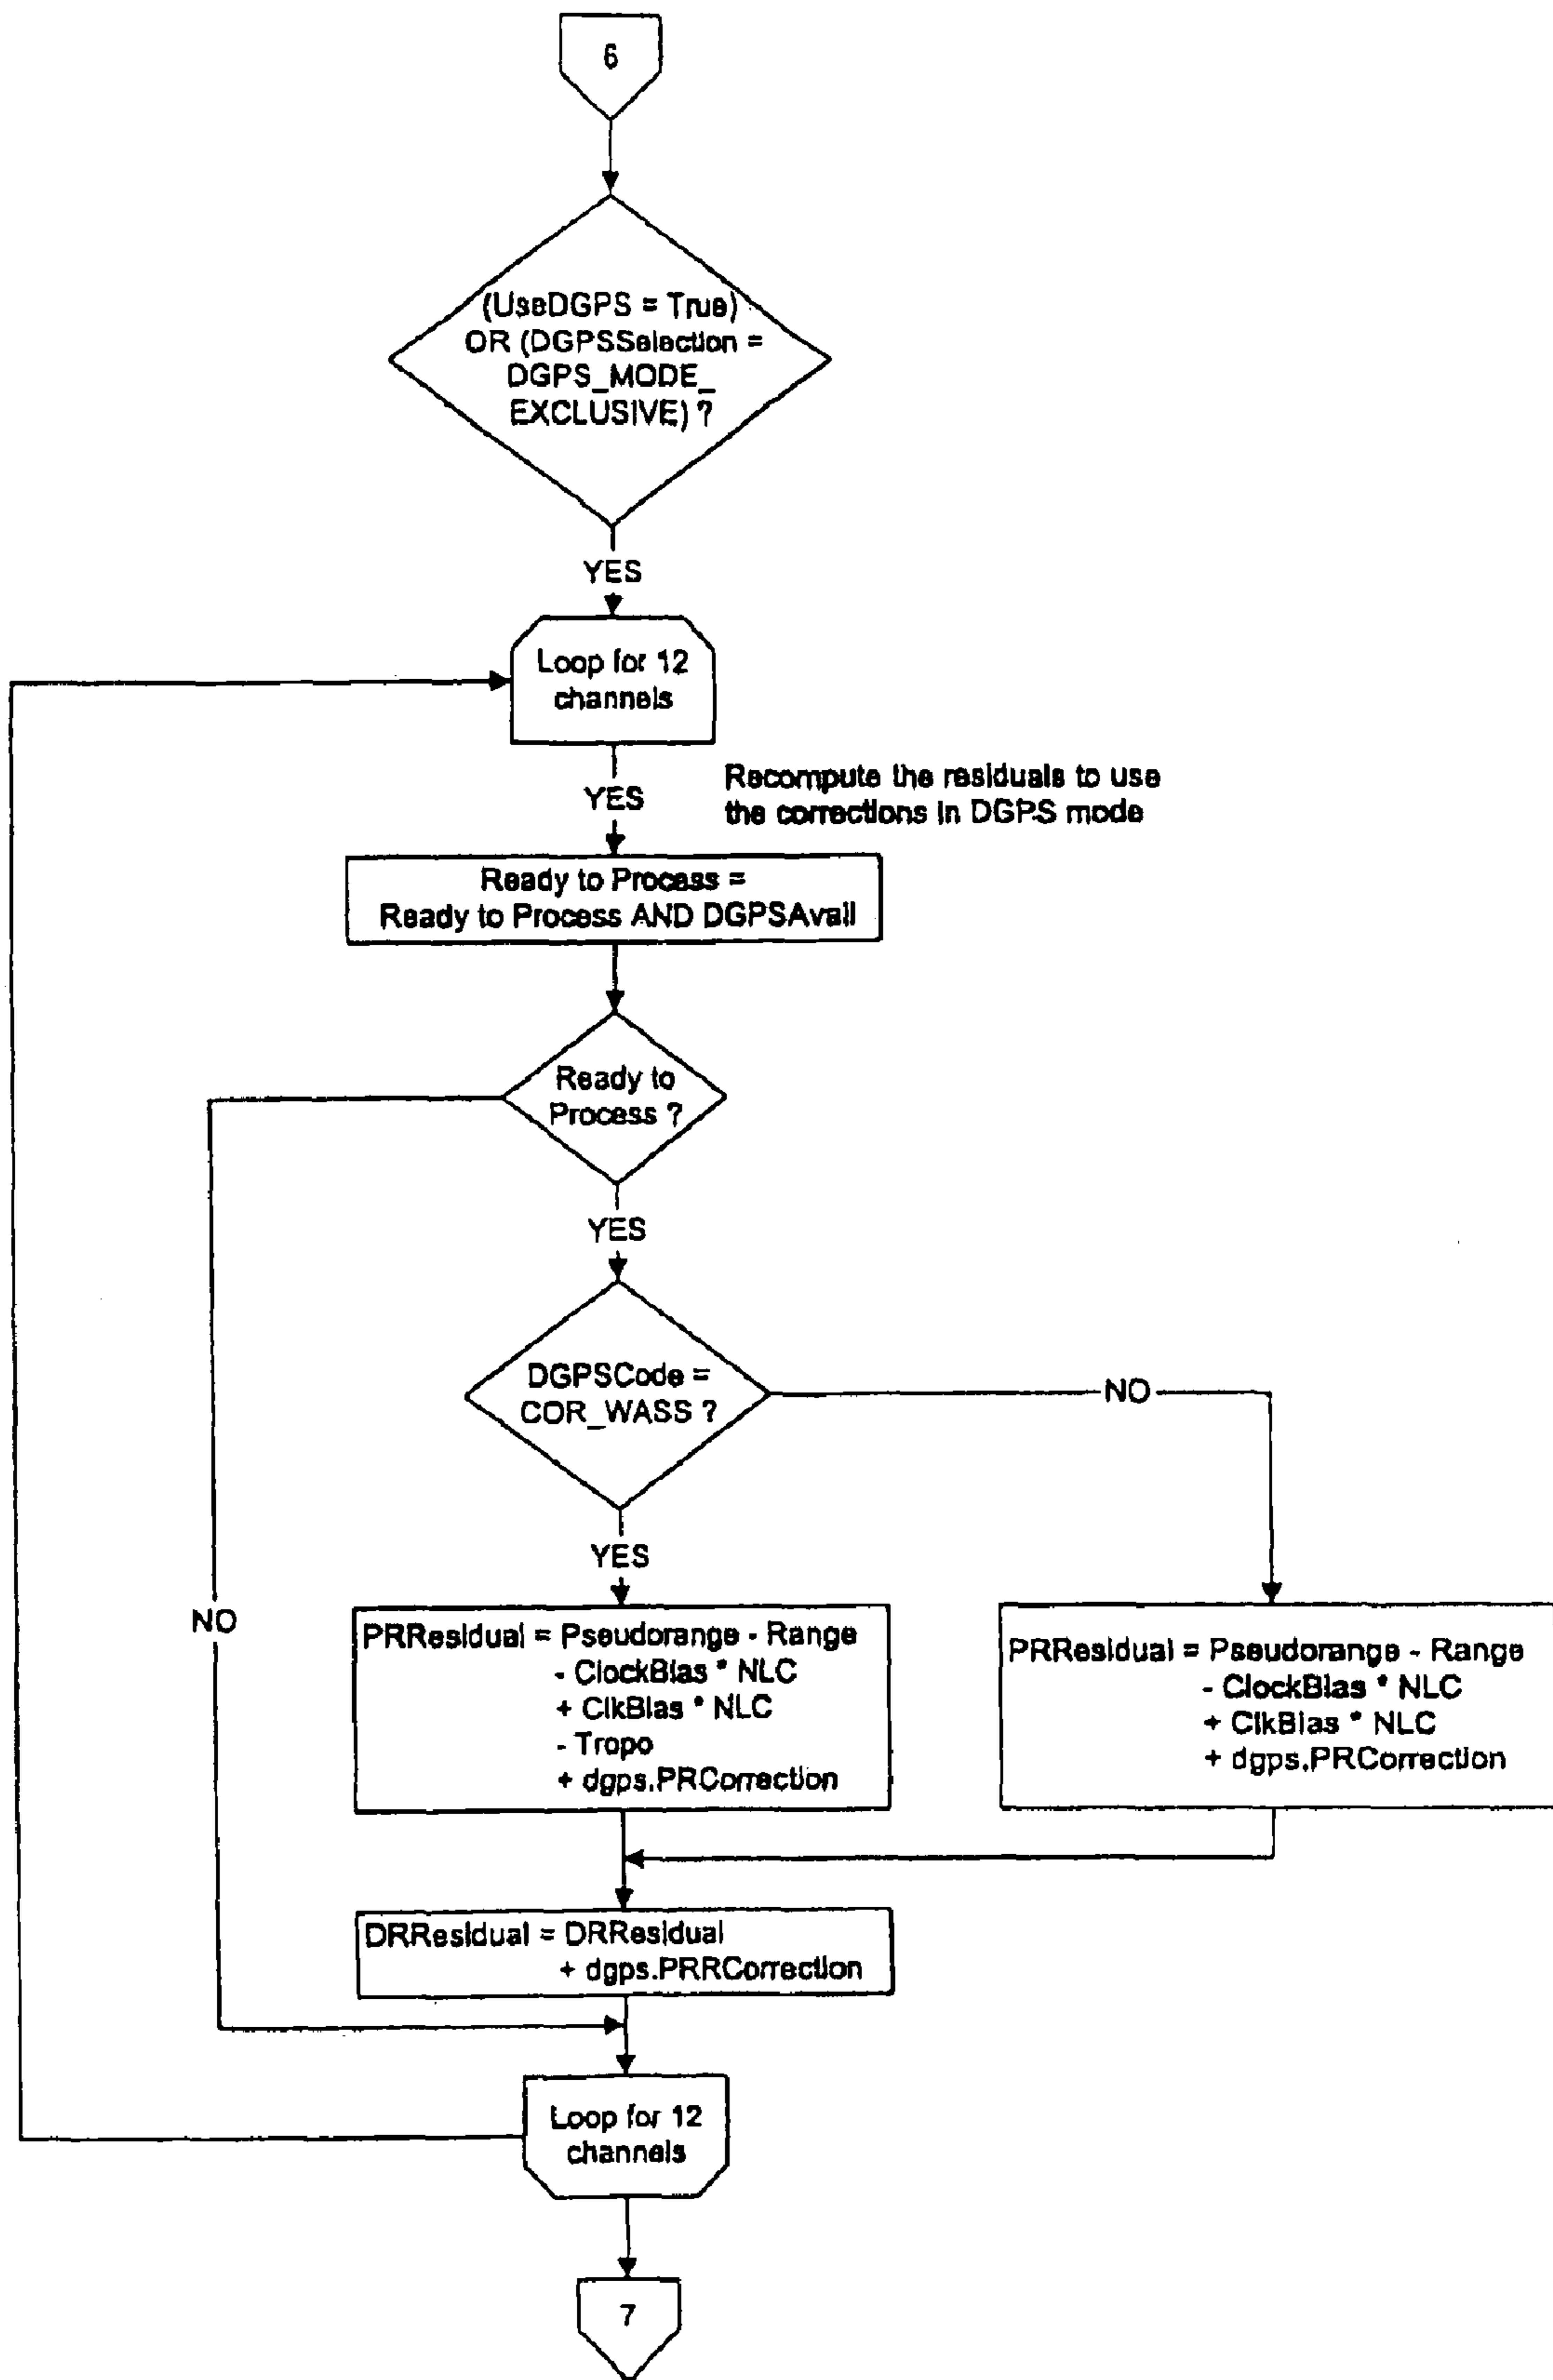 6
(UseDGPS = True)
OR (DGPSSelection =
DGPS_MODE_
EXCLUSIVE) ?
YES
Loop for 12
channels
YES
Recompute the residuals to use
the corrections in DGPS mode
Ready to Process =
Ready to Process AND DGPSAvail
Ready to
Process ?
YES
DGPSCode =
COR_WASS ?
NO
YES
NO
PRResidual = Pseudorange - Range
- ClockBias * NLC
+ ClkBias * NLC
- Tropo
+ dgps.PRCorrection
PRResidual = Pseudorange - Range
- ClockBias * NLC
+ ClkBias * NLC
+ dgps.PRCorrection
DRResidual = DRResidual
+ dgps.PRRCorrection
Loop for 12
channels
7